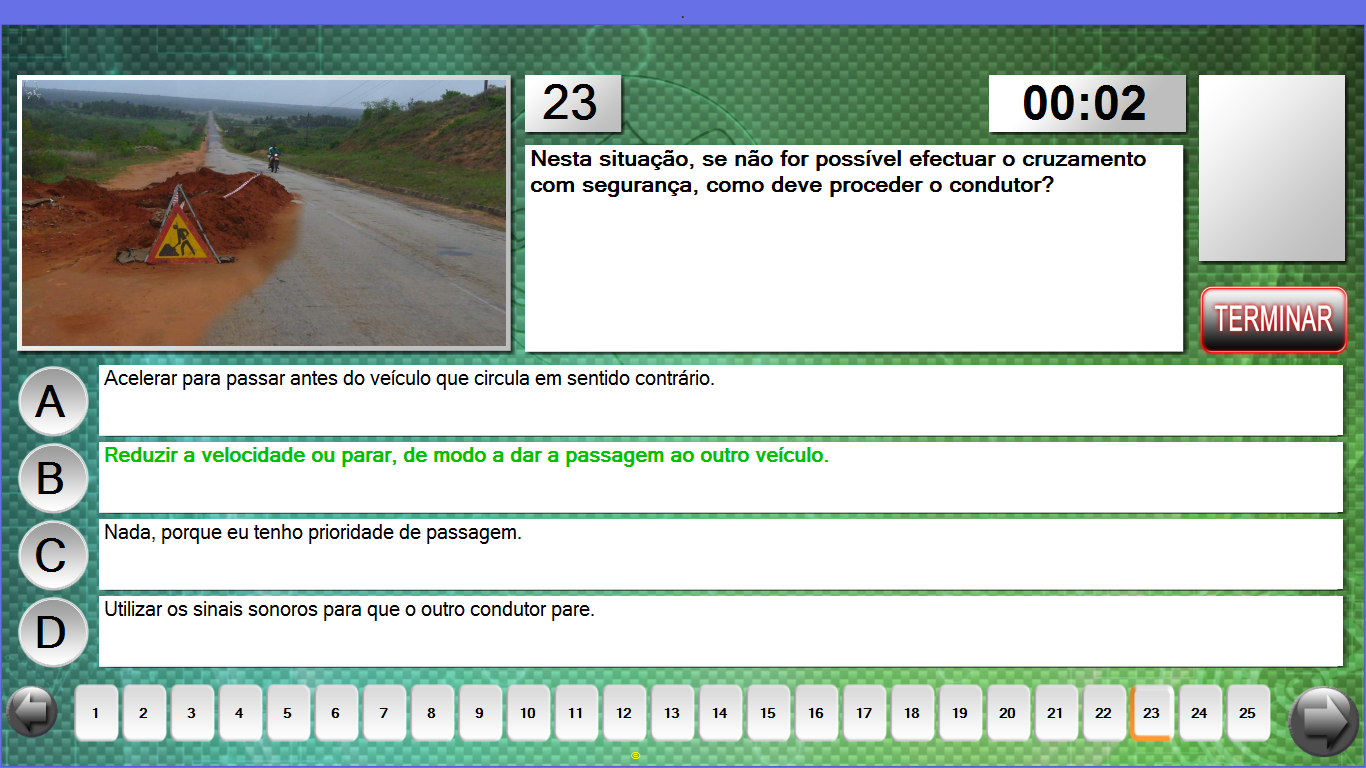 23
00:02
Nesta situação, se não for possível efectuar o cruzamento
com segurança, como deve proceder o condutor?
TERMINAR
A
Acelerar para passar antes do veículo que circula em sentido contrário.
B
Reduzir a velocidade ou parar, de modo a dar a passagem ao outro veículo.
C
Nada, porque eu tenho prioridade de passagem.
D
Utilizar os sinais sonoros para que o outro condutor pare.
1 2 3 4 5 6 7 8 9 10 11 12 13 14 15 16 17 18 19 20 21 22 23 24 25
©